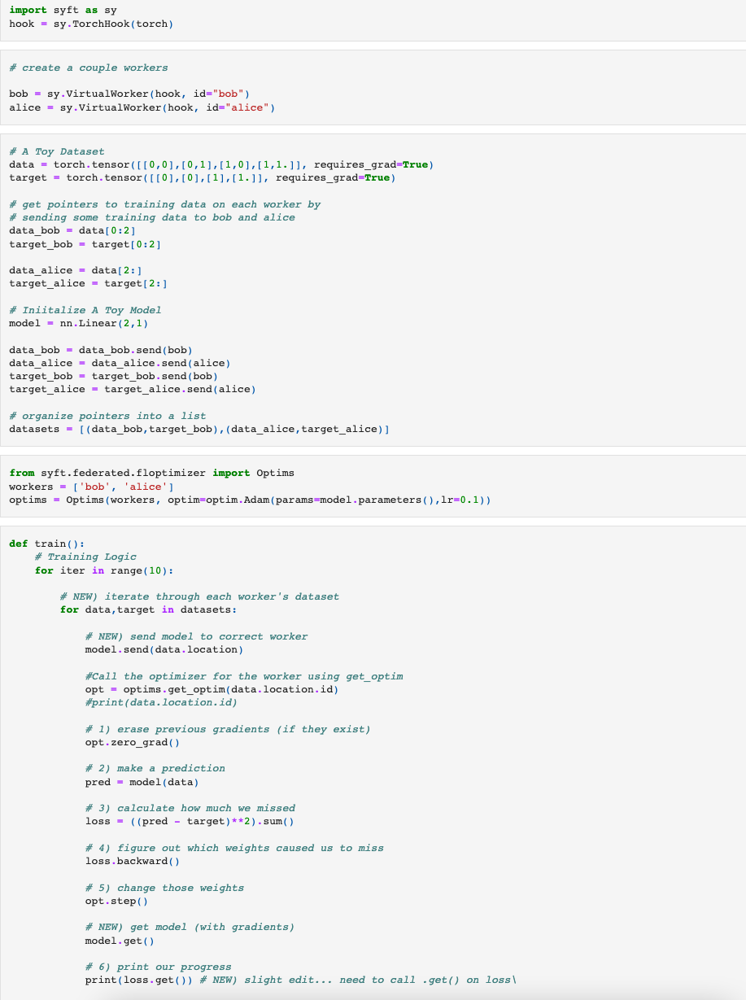 import syft as sy
hook = sy.TorchHook(torch)
# create a couple workers
bob = sy.VirtualWorker(hook, id="bob")
alice = sy.VirtualWorker(hook, id="alice")
# A Toy Dataset
data = torch.tensor([[0,0],[0,1],[1,0],[1,1.]], requires_grad=True)
target = torch.tensor([[0],[0],[1],[1.]], requires_grad=True)
# get pointers to training data on each worker by
# sending some training data to bob and alice
data_bob = data[0:2]
target_bob = target[0:2]
data_alice = data[2:]
target_alice = target[2:]
# Iniitalize A Toy Model
model = nn.Linear(2,1)
data_bob = data_bob.send(bob)
data_alice = data_alice.send(alice)
target_bob = target_bob.send(bob)
target_alice = target_alice.send(alice)
# organize pointers into a list
datasets = [(data_bob,target_bob),(data_alice,target_alice)]
from syft.federated.floptimizer import Optims
workers = ['bob', 'alice']
optims = Optims(workers, optim=optim.Adam(params=model.parameters(),lr=0.1))
def train():
    # Training Logic
    for iter in range(10):
        # NEW) iterate through each worker's dataset
        for data,target in datasets:
            # NEW) send model to correct worker
            model.send(data.location)
            #Call the optimizer for the worker using get_optim
            opt = optims.get_optim(data.location.id)
            #print(data.location.id)
            # 1) erase previous gradients (if they exist)
            opt.zero_grad()
            # 2) make a prediction
            pred = model(data)
            # 3) calculate how much we missed
            loss = ((pred - target)**2).sum()
            # 4) figure out which weights caused us to miss
            loss.backward()
            # 5) change those weights
            opt.step()
            # NEW) get model (with gradients)
            model.get()
            # 6) print our progress
            print(loss.get()) # NEW) slight edit... need to call .get() on loss\